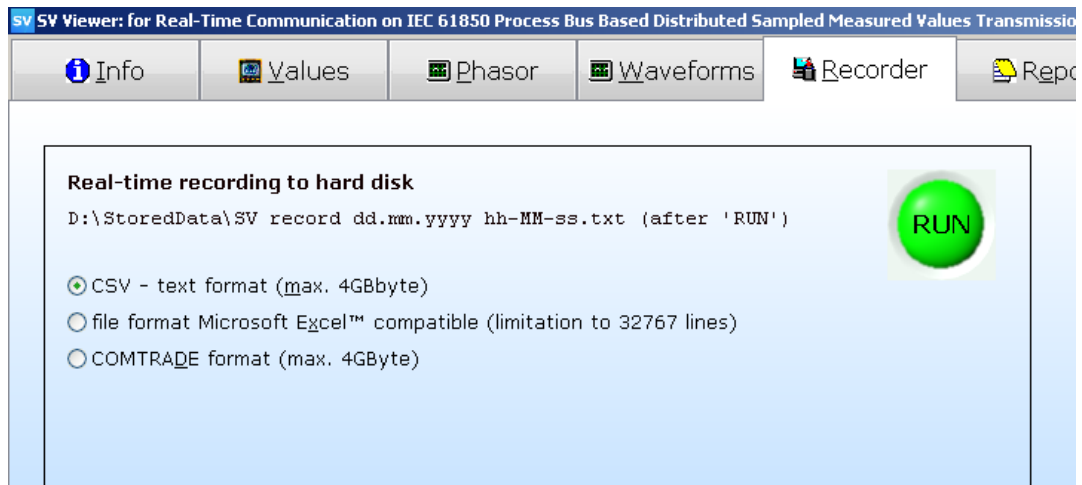 SV SV Viewer: for Real-Time Communication on IEC 61850 Process Bus Based Distributed Sampled Measured Values
Info Values Phasor Waveforms Recorder
Real-time recording to hard disk
D:\StoredData\SV record dd.mm.yyyy hh-MM-ss.txt (after 'RUN')
RUN
CSV - text format (max. 4GBbyte)
file format Microsoft Excel™ compatible (limitation to 32767 lines)
COMTRADE format (max. 4GByte)